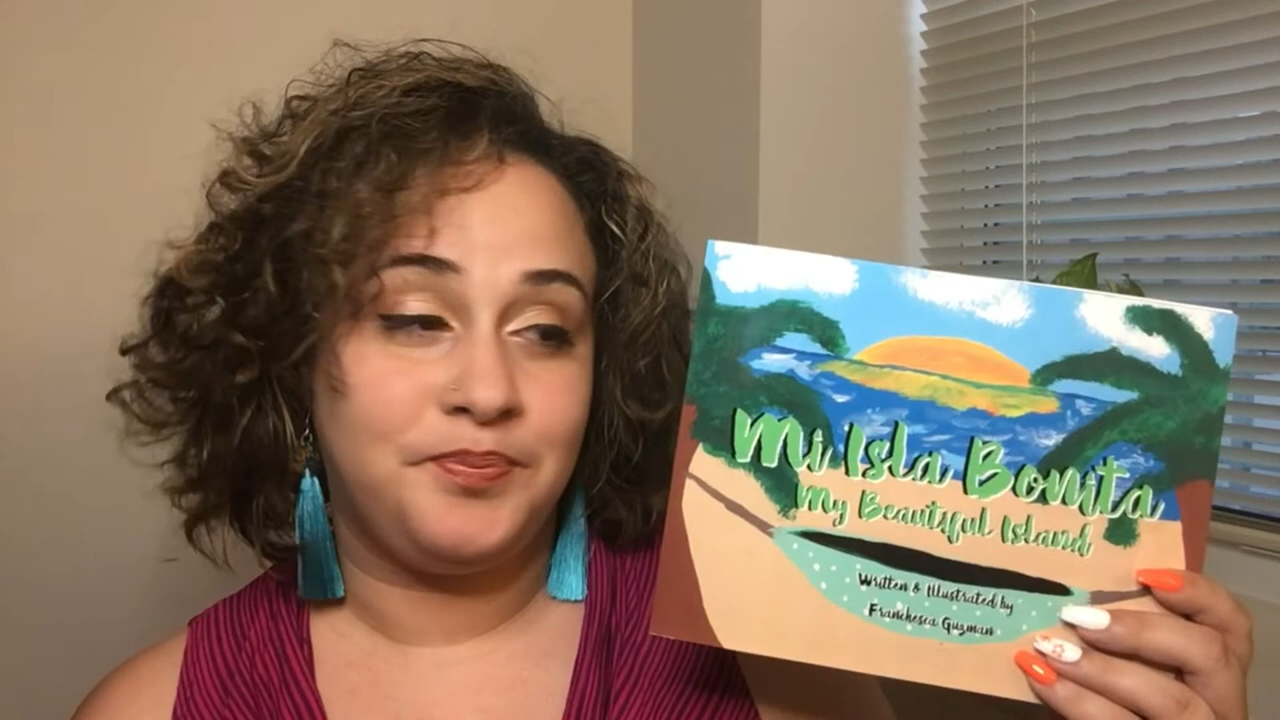 Mi Isla Bonita
My Beautiful Island
Written & Illustrated by
Franchesca Guzman